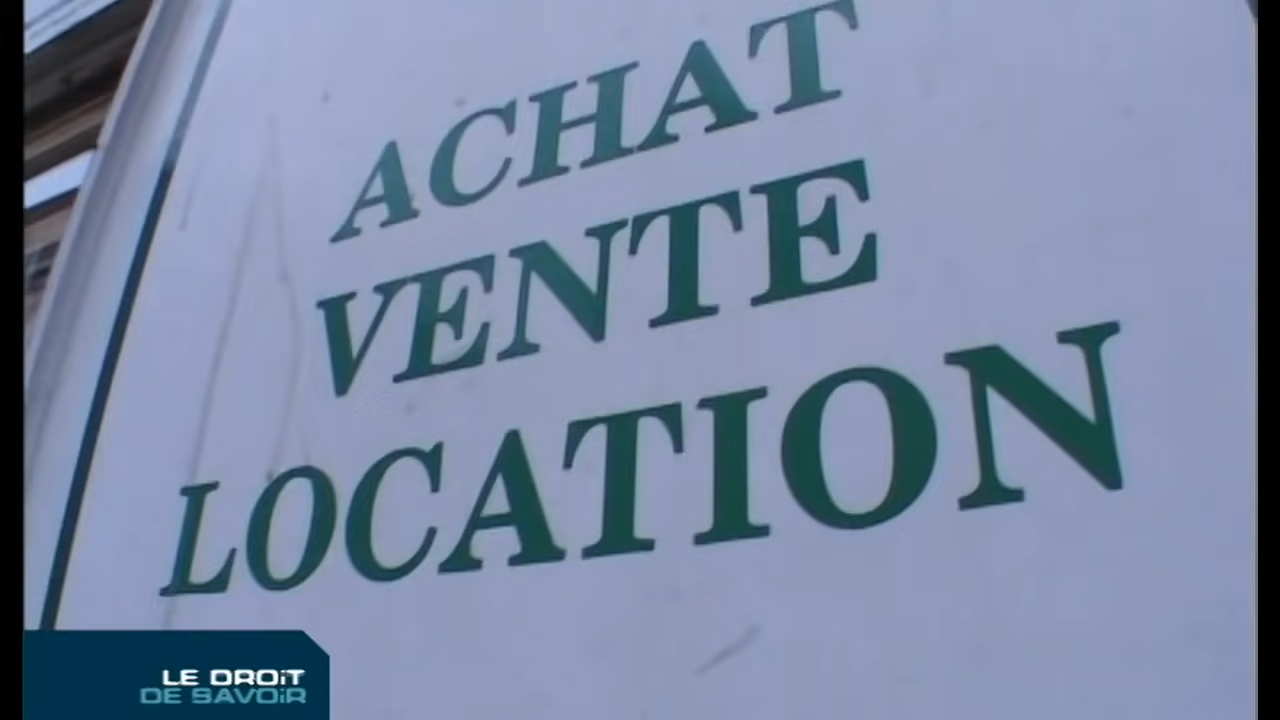 ACHAT
VENTE
LOCATION
LE DROiT
DE SAVOiR